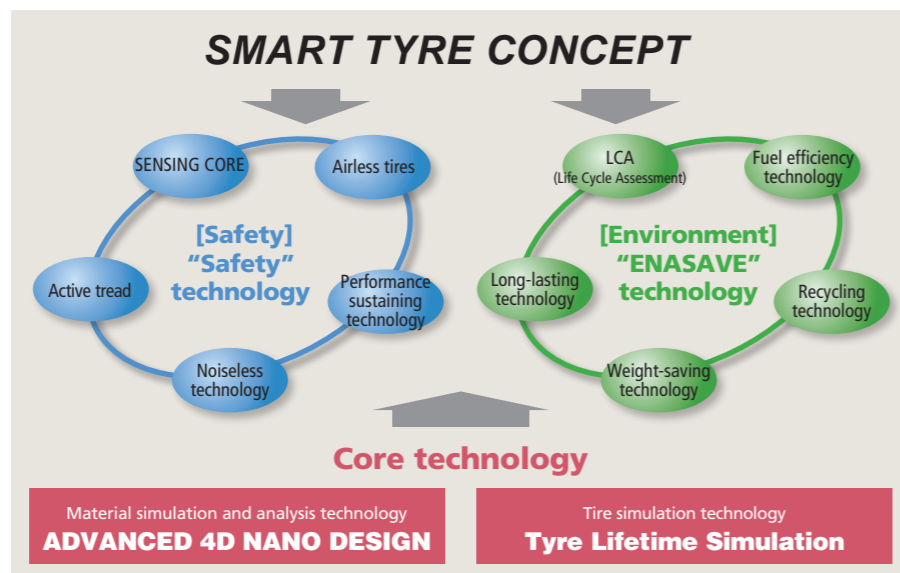 SMART TYRE CONCEPT
SENSING CORE
Airless tires
Active tread
[Safety]
“Safety”
technology
Performance
sustaining
technology
Noiseless
technology
LCA
(Life Cycle Assessment)
Fuel efficiency
technology
Long-lasting
technology
[Environment]
“ENASAVE”
technology
Recycling
technology
Weight-saving
technology
Core technology
Material simulation and analysis technology
ADVANCED 4D NANO DESIGN
Tire simulation technology
Tyre Lifetime Simulation